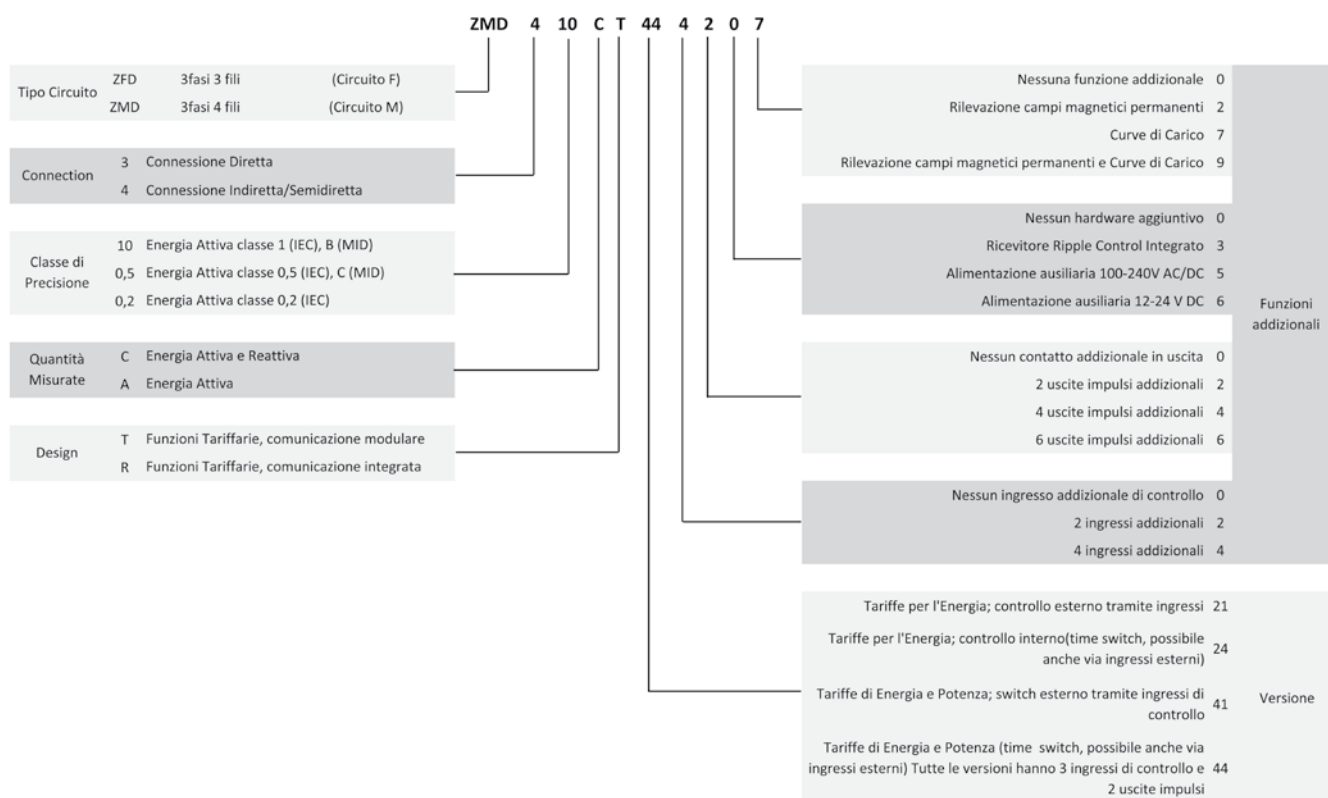 ZMD 4 10 C T 44 4 2 0 7
Tipo Circuito
ZFD 3fasi 3 fili (Circuito F)
ZMD 3fasi 4 fili (Circuito M)
Connection
3 Connessione Diretta
4 Connessione Indiretta/Semidiretta
Classe di
Precisione
10 Energia Attiva classe 1 (IEC), B (MID)
0,5 Energia Attiva classe 0,5 (IEC), C (MID)
0,2 Energia Attiva classe 0,2 (IEC)
Quantità
Misurate
C Energia Attiva e Reattiva
A Energia Attiva
Design
T Funzioni Tariffarie, comunicazione modulare
R Funzioni Tariffarie, comunicazione integrata
Nessuna funzione addizionale 0
Rilevazione campi magnetici permanenti 2
Curve di Carico 7
Rilevazione campi magnetici permanenti e Curve di Carico 9
Nessun hardware aggiuntivo 0
Ricevitore Ripple Control Integrato 3
Alimentazione ausiliaria 100-240V AC/DC 5
Alimentazione ausiliaria 12-24 V DC 6
Funzioni
addizionali
Nessun contatto addizionale in uscita 0
2 uscite impulsi addizionali 2
4 uscite impulsi addizionali 4
6 uscite impulsi addizionali 6
Nessun ingresso addizionale di controllo 0
2 ingressi addizionali 2
4 ingressi addizionali 4
Tariffe per l'Energia; controllo esterno tramite ingressi 21
Tariffe per l'Energia; controllo interno(time switch, possibile
anche via ingressi esterni) 24
Tariffe di Energia e Potenza; switch esterno tramite ingressi di
controllo 41
Versione
Tariffe di Energia e Potenza (time switch, possibile anche via
ingressi esterni) Tutte le versioni hanno 3 ingressi di controllo e 44
2 uscite impulsi